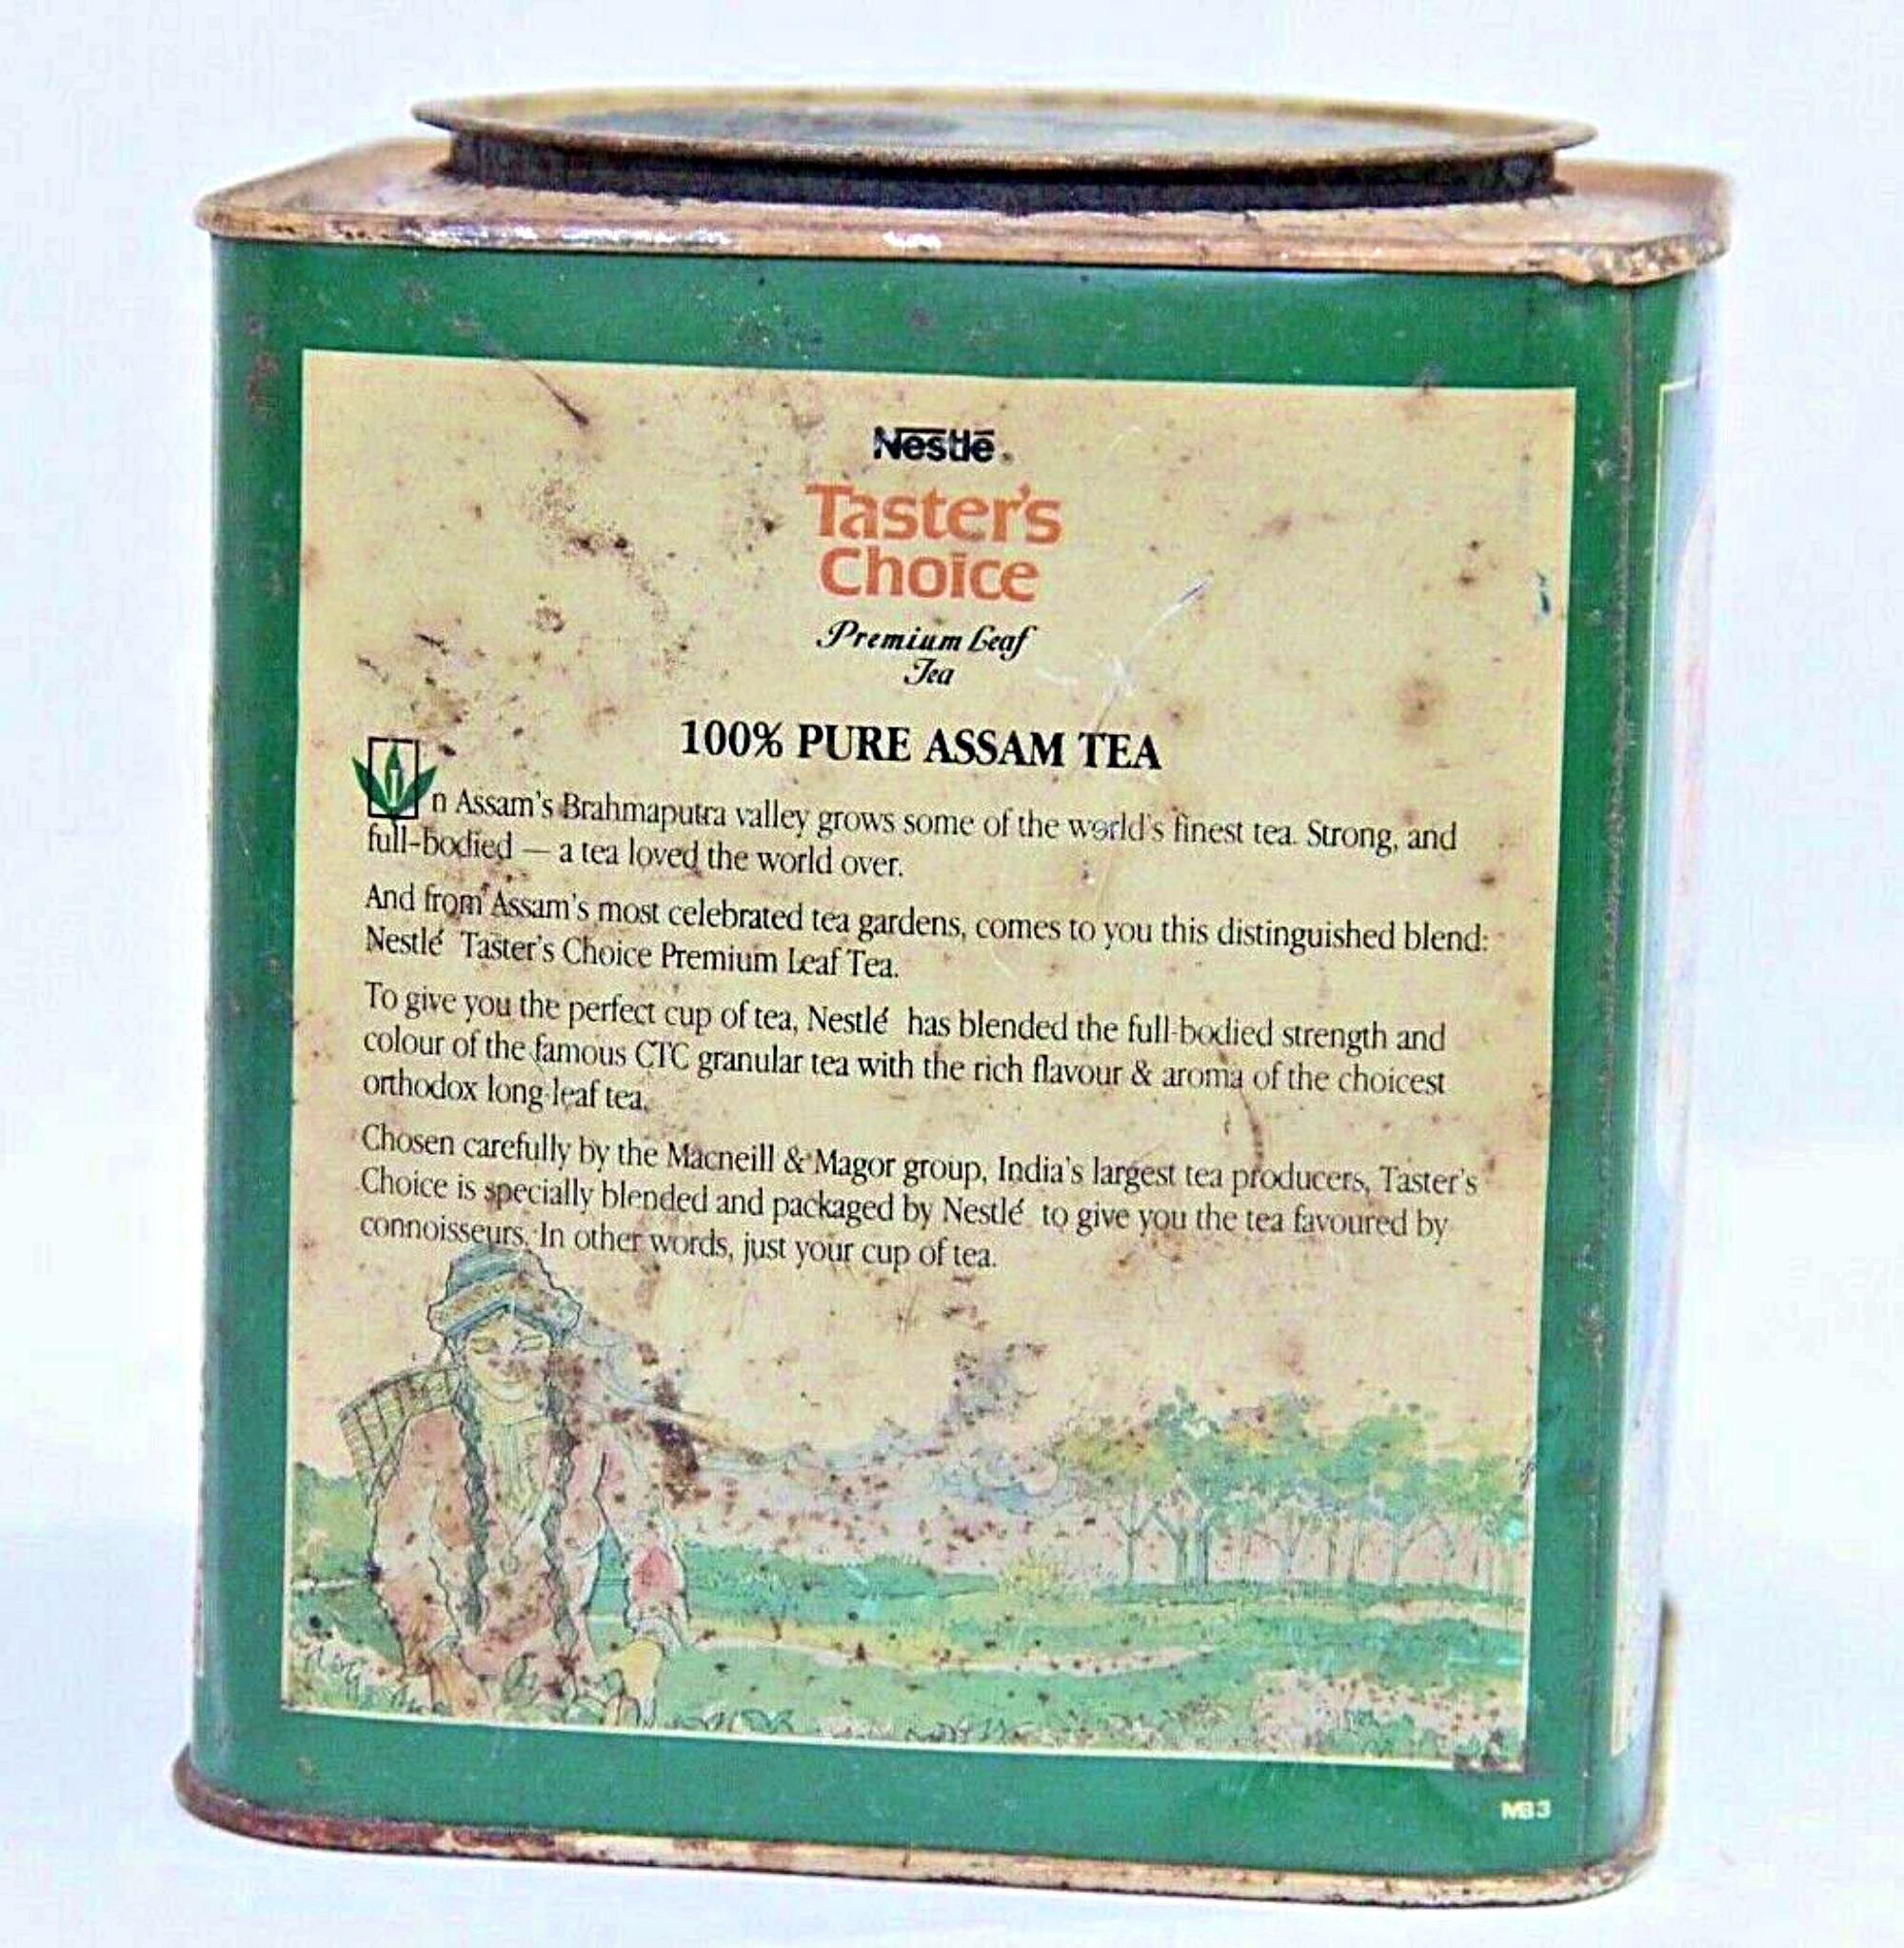 Nestlé®
Taster's
Choice
Premium Leaf
Tea
100% PURE ASSAM TEA
In Assam's Brahmaputra valley grows some of the world's finest tea. Strong, and
full-bodied — a tea loved the world over.
And from Assam's most celebrated tea gardens, comes to you this distinguished blend:
Nestlé Taster's Choice Premium Leaf Tea.
To give you the perfect cup of tea, Nestlé has blended the full-bodied strength and
colour of the famous CTC granular tea with the rich flavour & aroma of the choicest
orthodox long-leaf tea.
Chosen carefully by the Macneill & Magor group, India's largest tea producers, Taster's
Choice is specially blended and packaged by Nestlé to give you the tea favoured by
connoisseurs. In other words, just your cup of tea.
MB3